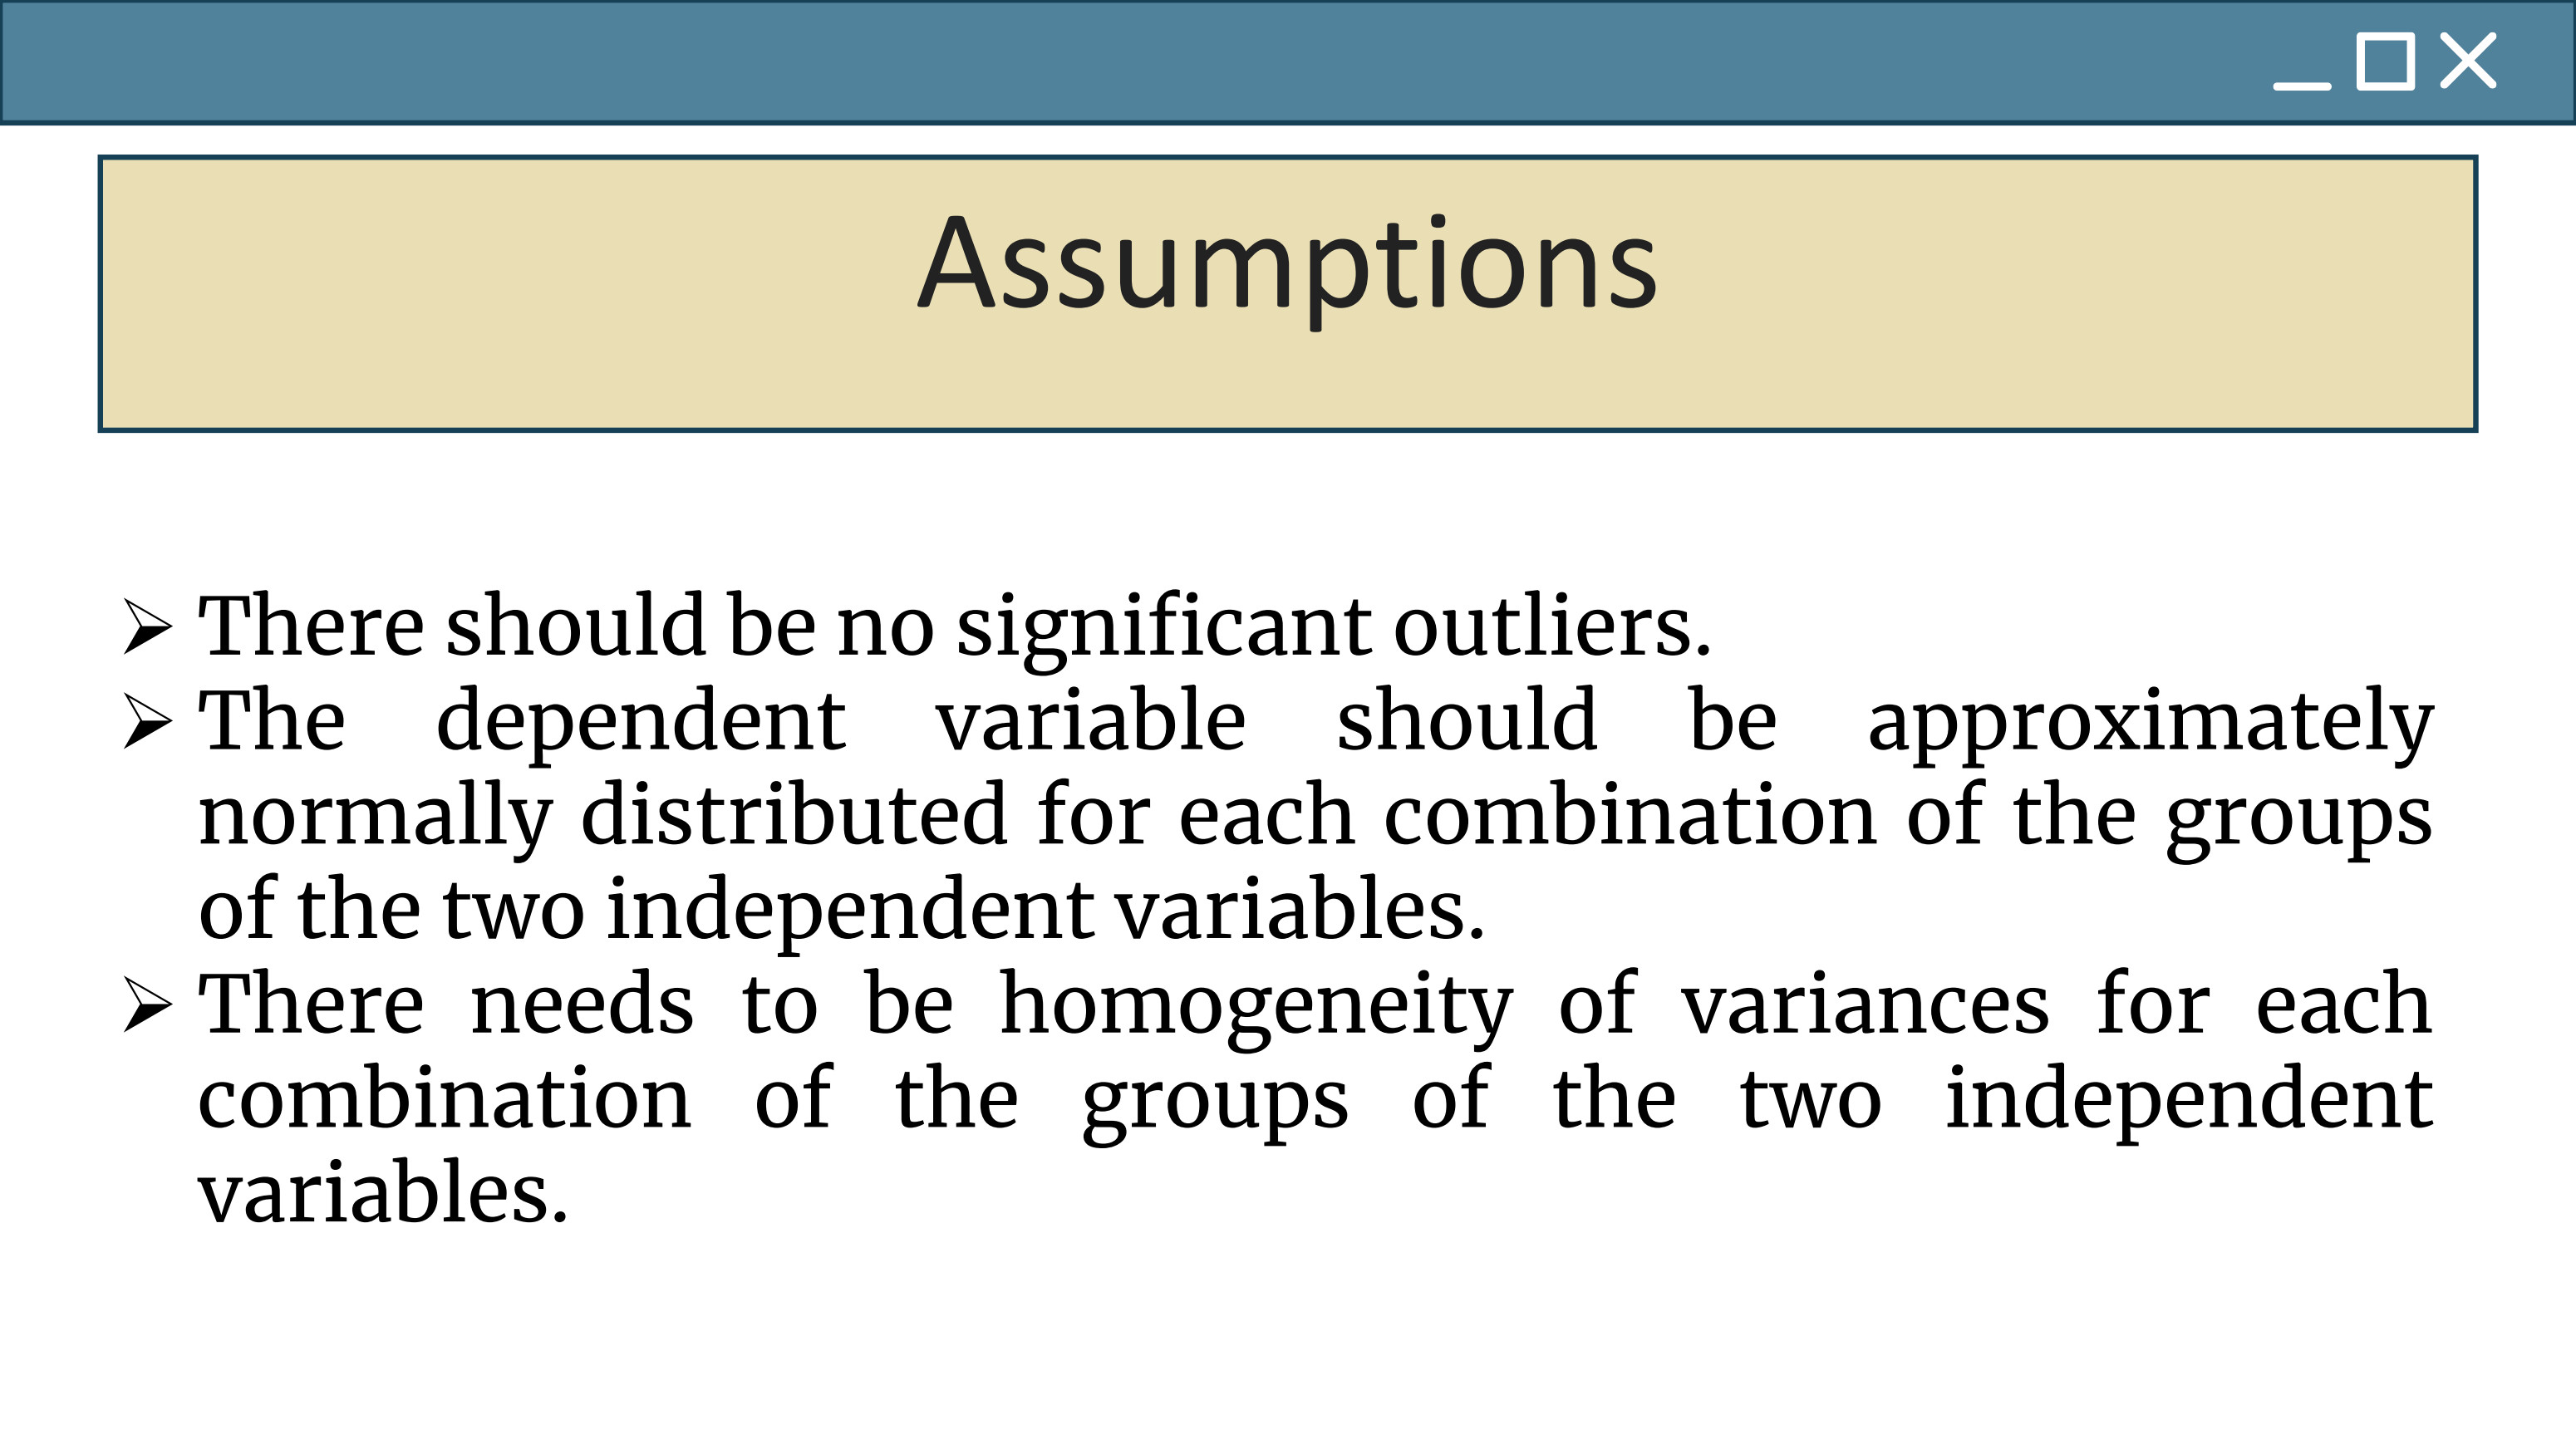 Assumptions
➢ There should be no significant outliers.
➢ The dependent variable should be approximately
normally distributed for each combination of the groups
of the two independent variables.
➢ There needs to be homogeneity of variances for each
combination of the groups of the two independent
variables.